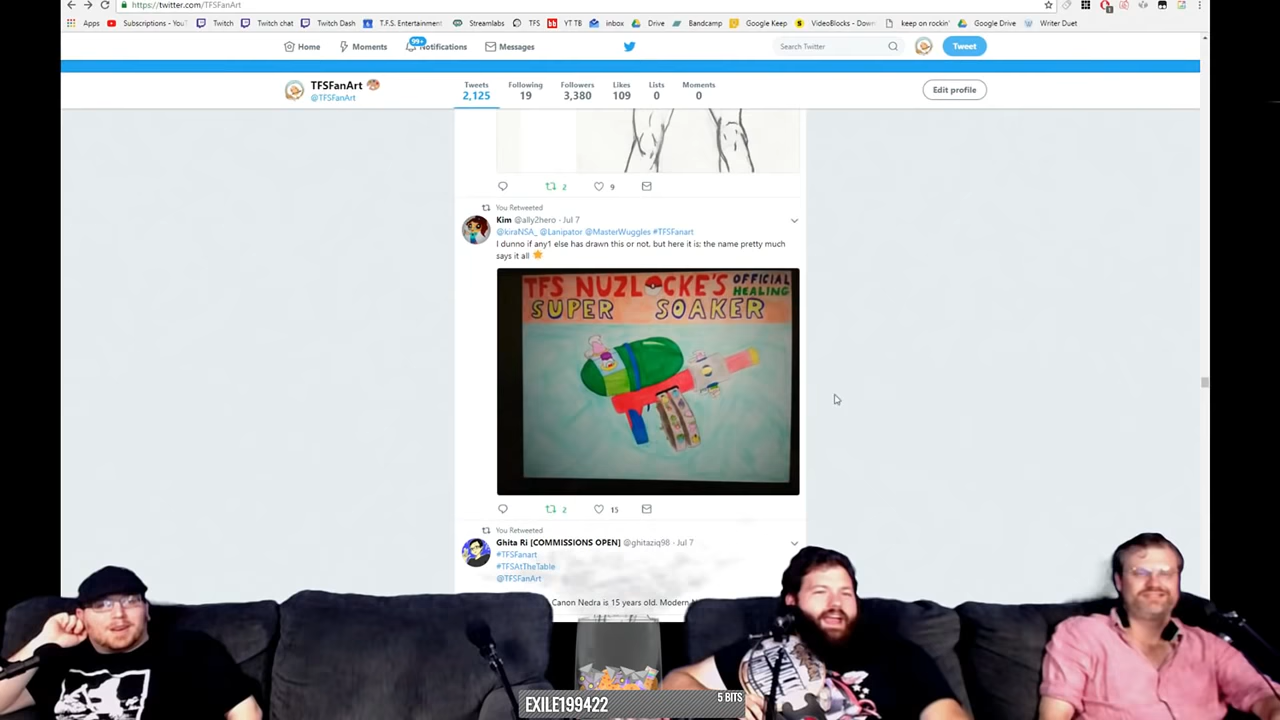 https://twitter.com/TFSFanArt
Apps Subscriptions - You Twitch Twitch chat Twitch Dash T.F.S. Entertainment Streamlabs TFS YT TB inbox Drive Bandcamp Google Keep VideoBlocks - Down keep on rockin' Google Drive Writer Duet
Home Moments 99+ Notifications Messages Search Twitter Tweet
TFSFanArt
@TFSFanArt
Tweets Following Followers Likes Lists Moments
2,125 19 3,380 109 0 0
Edit profile
2 9
You Retweeted
Kim @ally2hero · Jul 7
@kiraNSA_ @Lanipator @MasterWuggles #TFSFanart
I dunno if any1 else has drawn this or not, but here it is; the name pretty much
says it all
TFS NUZLOCKE'S OFFICIAL HEALING
SUPER SOAKER
2 15
You Retweeted
Ghita Ri [COMMISSIONS OPEN] @ghitaziq98 · Jul 7
#TFSFanart
#TFSAtTheTable
@TFSFanArt
Canon Nedra is 15 years old. Modern
EXILE199422 5 BITS